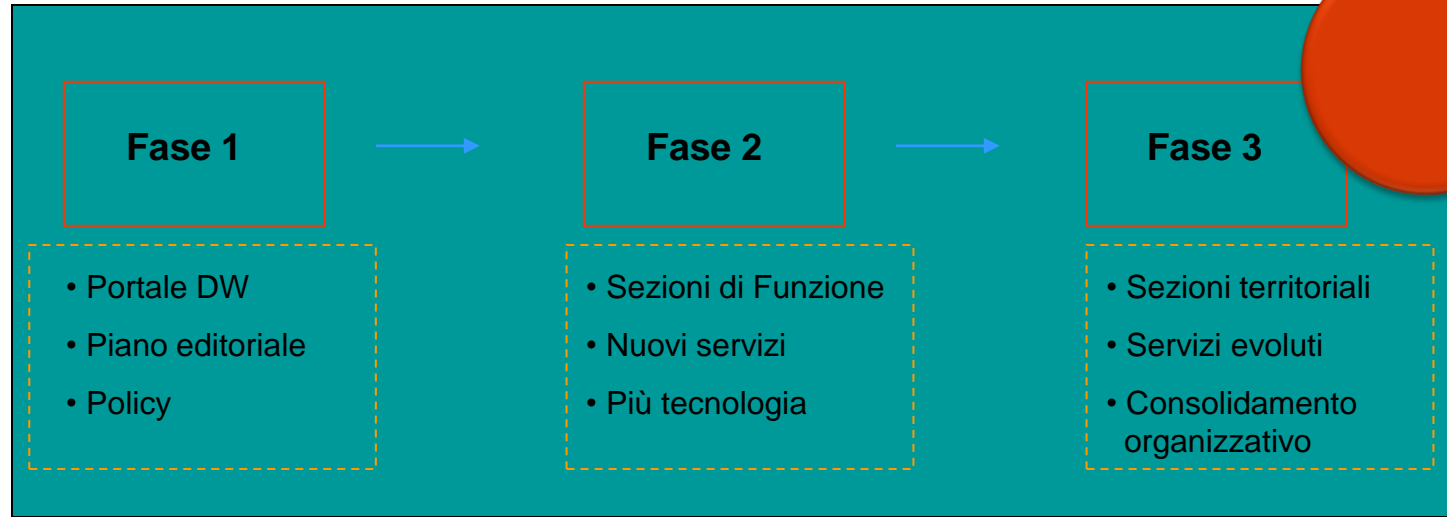 Fase 1
• Portale DW
• Piano editoriale
• Policy
Fase 2
• Sezioni di Funzione
• Nuovi servizi
• Più tecnologia
Fase 3
• Sezioni territoriali
• Servizi evoluti
• Consolidamento
organizzativo